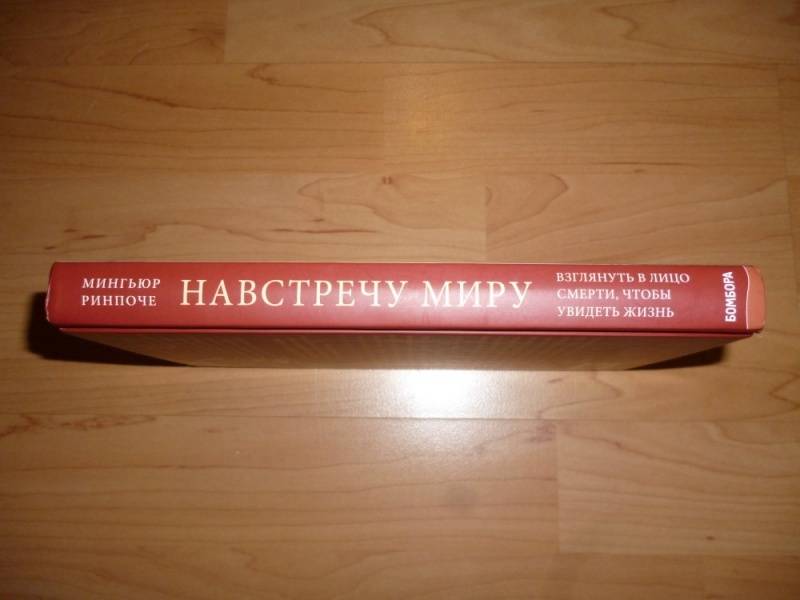 МИНГЬЮР
РИНПОЧЕ
НАВСТРЕЧУ МИРУ
ВЗГЛЯНУТЬ В ЛИЦО
СМЕРТИ, ЧТОБЫ
УВИДЕТЬ ЖИЗНЬ
БОМБОРА